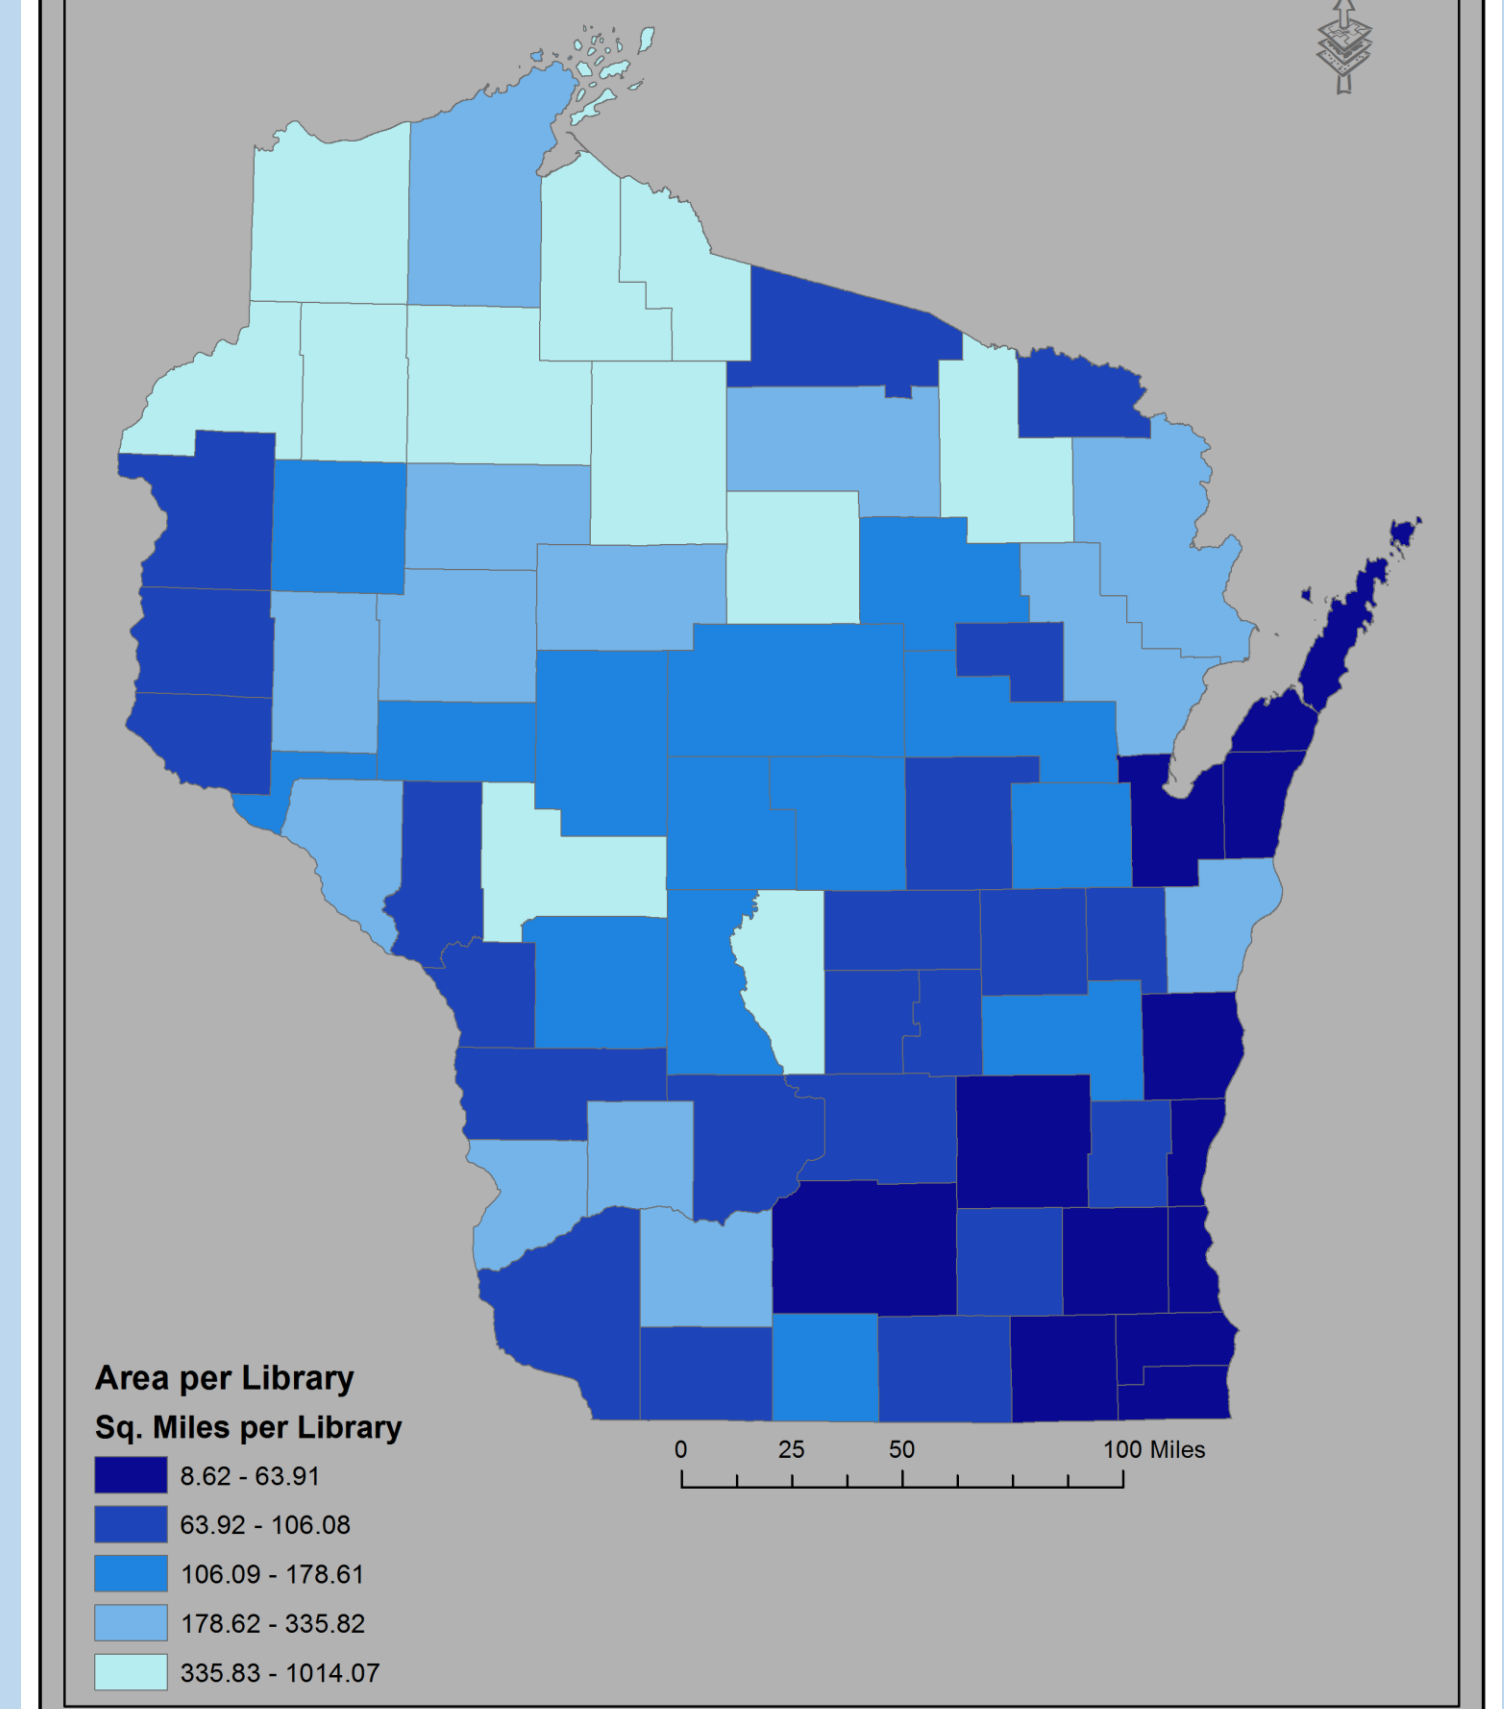 Area per Library
Sq. Miles per Library
8.62 - 63.91
63.92 - 106.08
106.09 - 178.61
178.62 - 335.82
335.83 - 1014.07
0 25 50 100 Miles